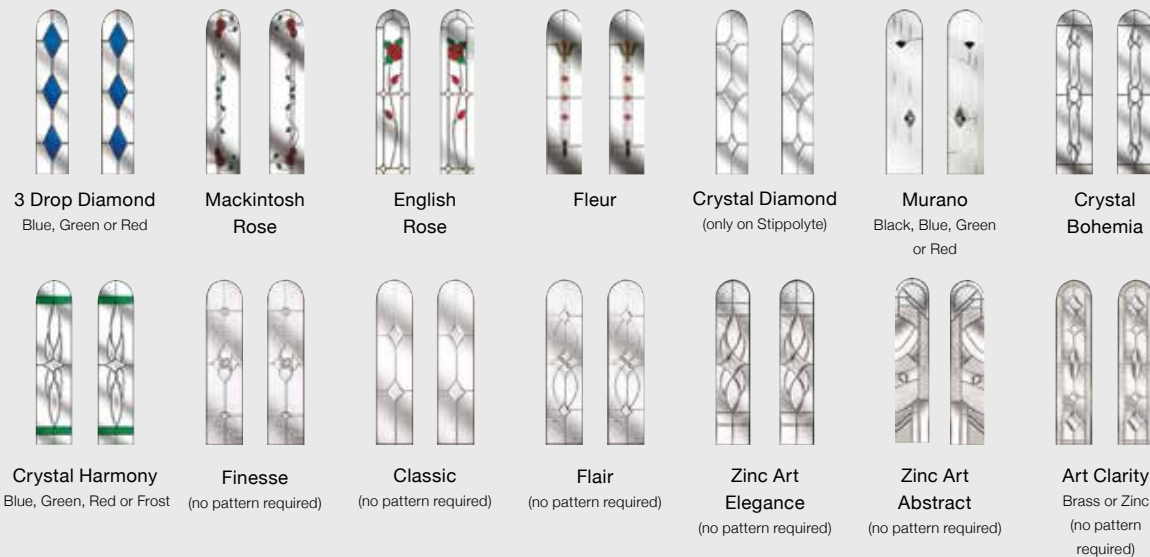 3 Drop Diamond
Blue, Green or Red
Mackintosh
Rose
English
Rose
Fleur
Crystal Diamond
(only on Stippolyte)
Murano
Black, Blue, Green
or Red
Crystal
Bohemia
Crystal Harmony
Blue, Green, Red or Frost
Finesse
(no pattern required)
Classic
(no pattern required)
Flair
(no pattern required)
Zinc Art
Elegance
(no pattern required)
Zinc Art
Abstract
(no pattern required)
Art Clarity
Brass or Zinc
(no pattern
required)